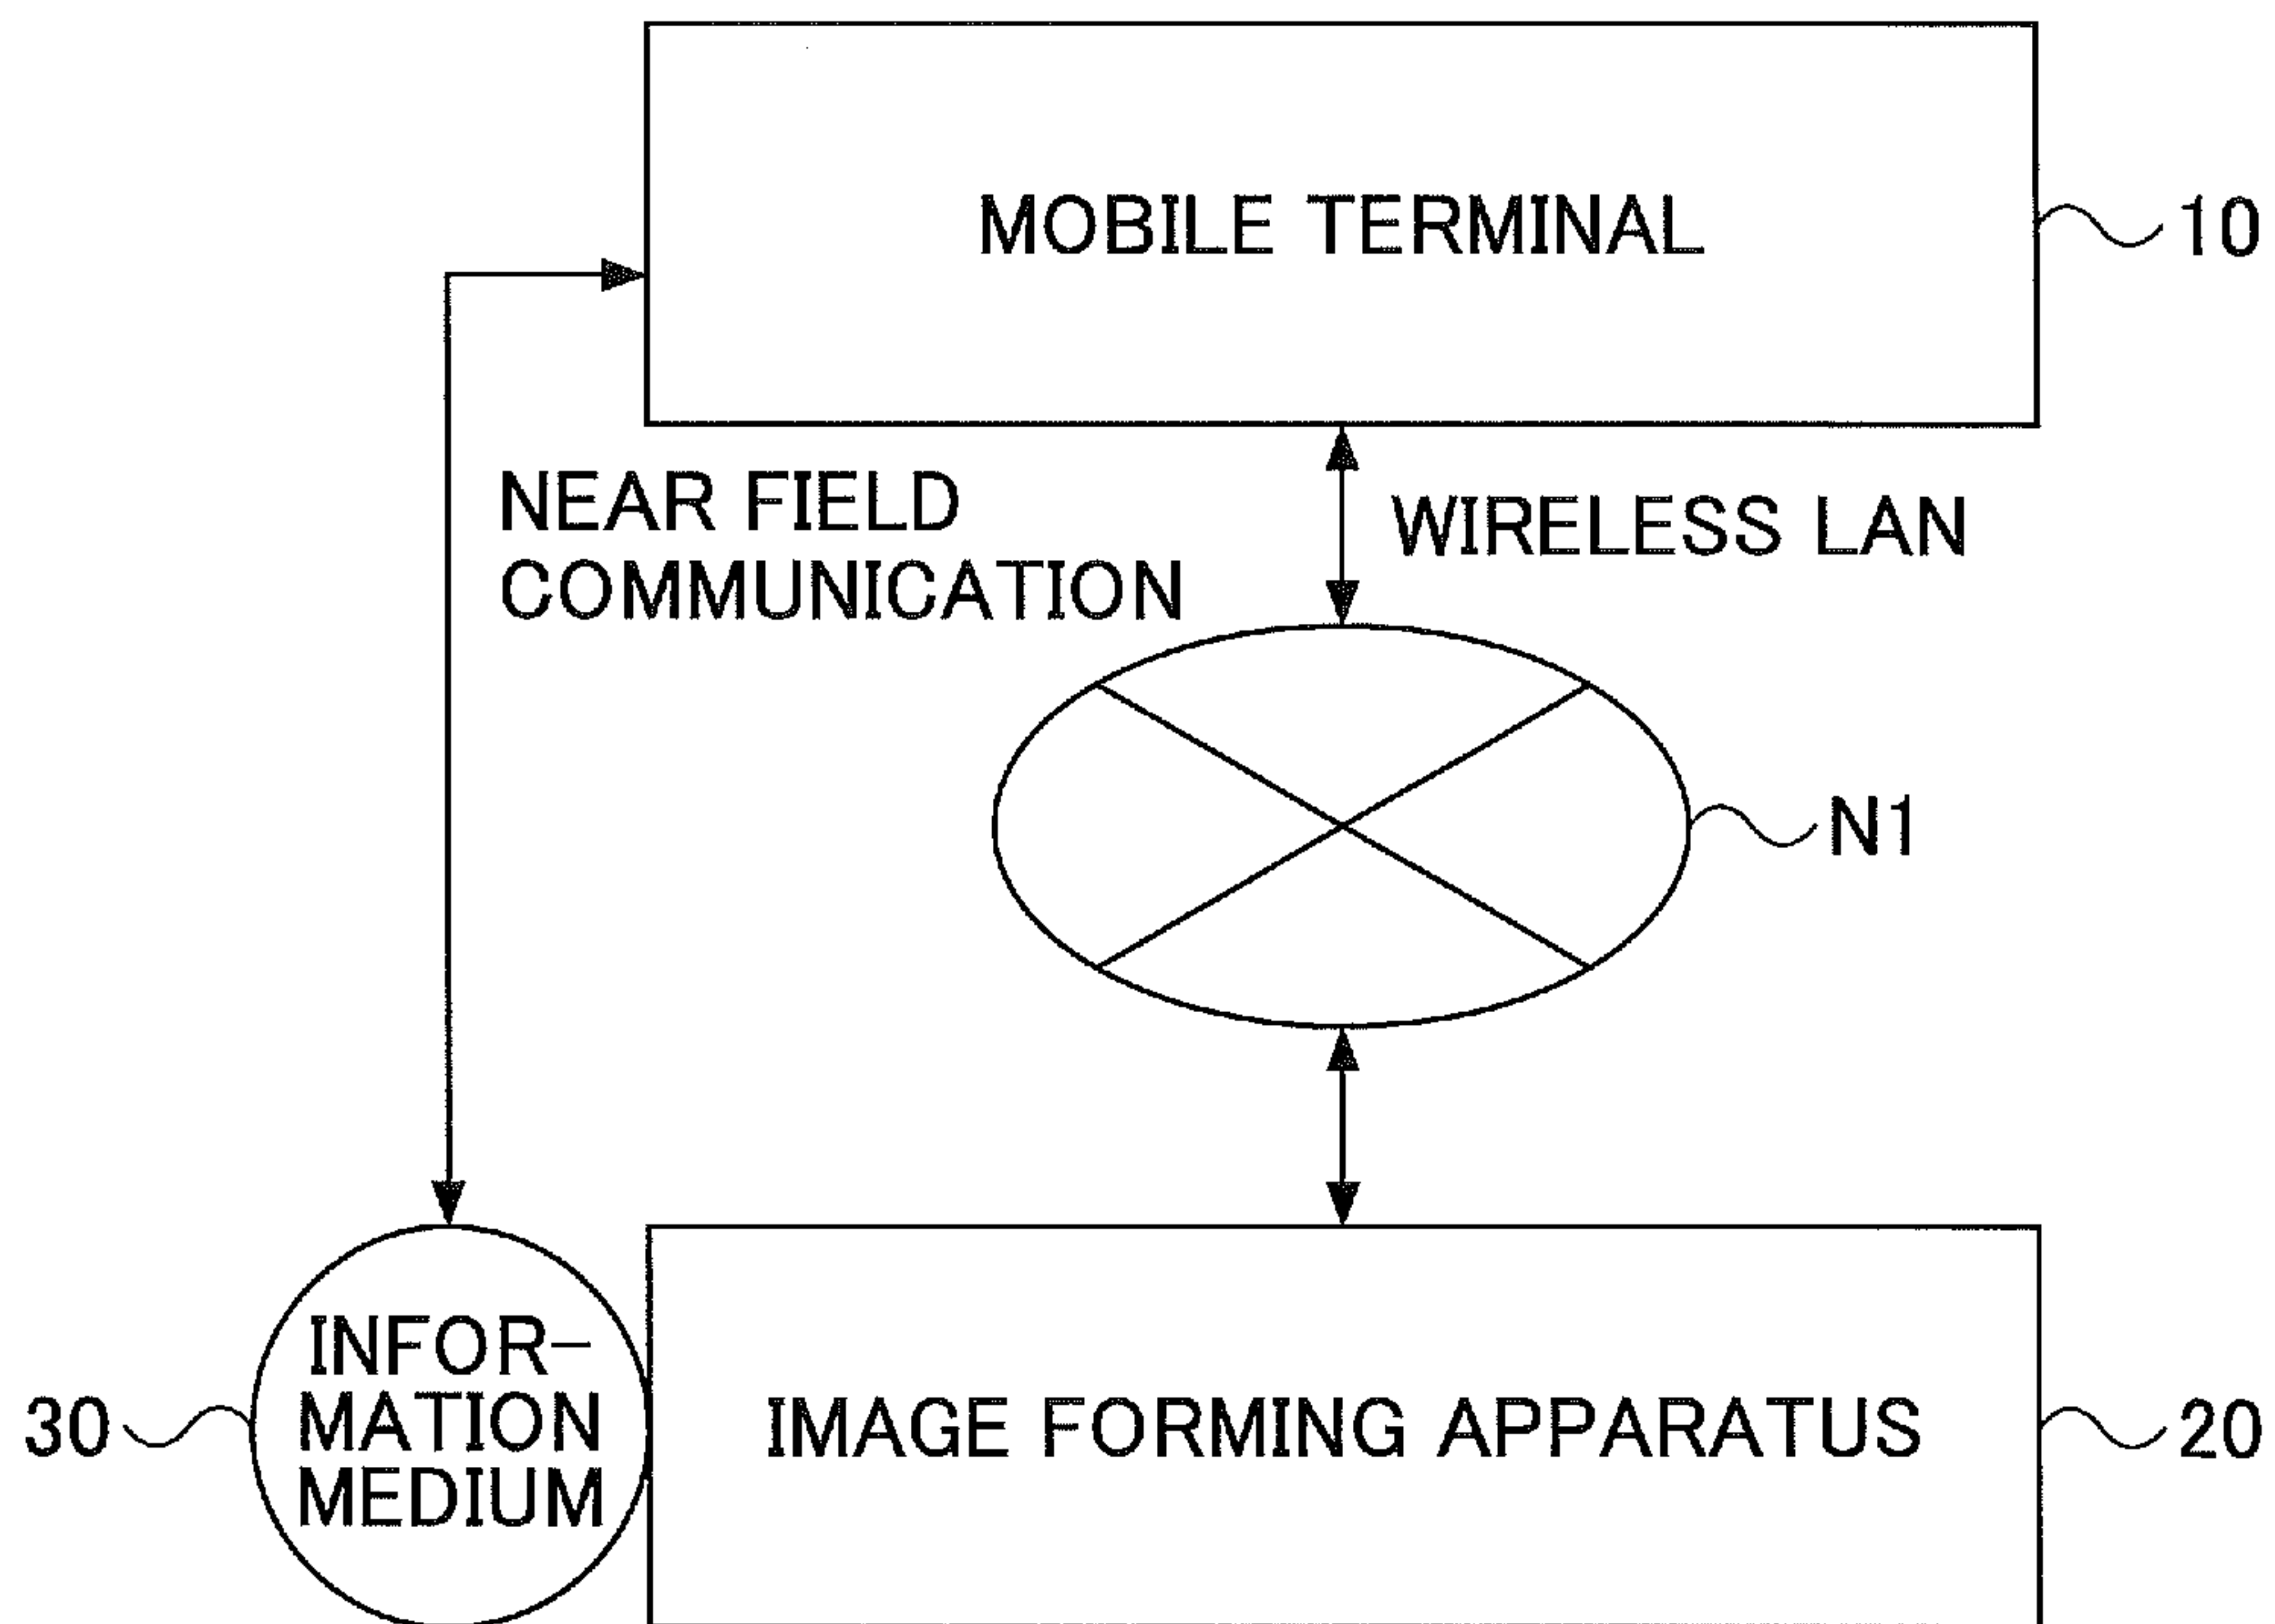 MOBILE TERMINAL
10
NEAR FIELD
COMMUNICATION
WIRELESS LAN
N1
INFOR-
MATION
MEDIUM
30
IMAGE FORMING APPARATUS
20